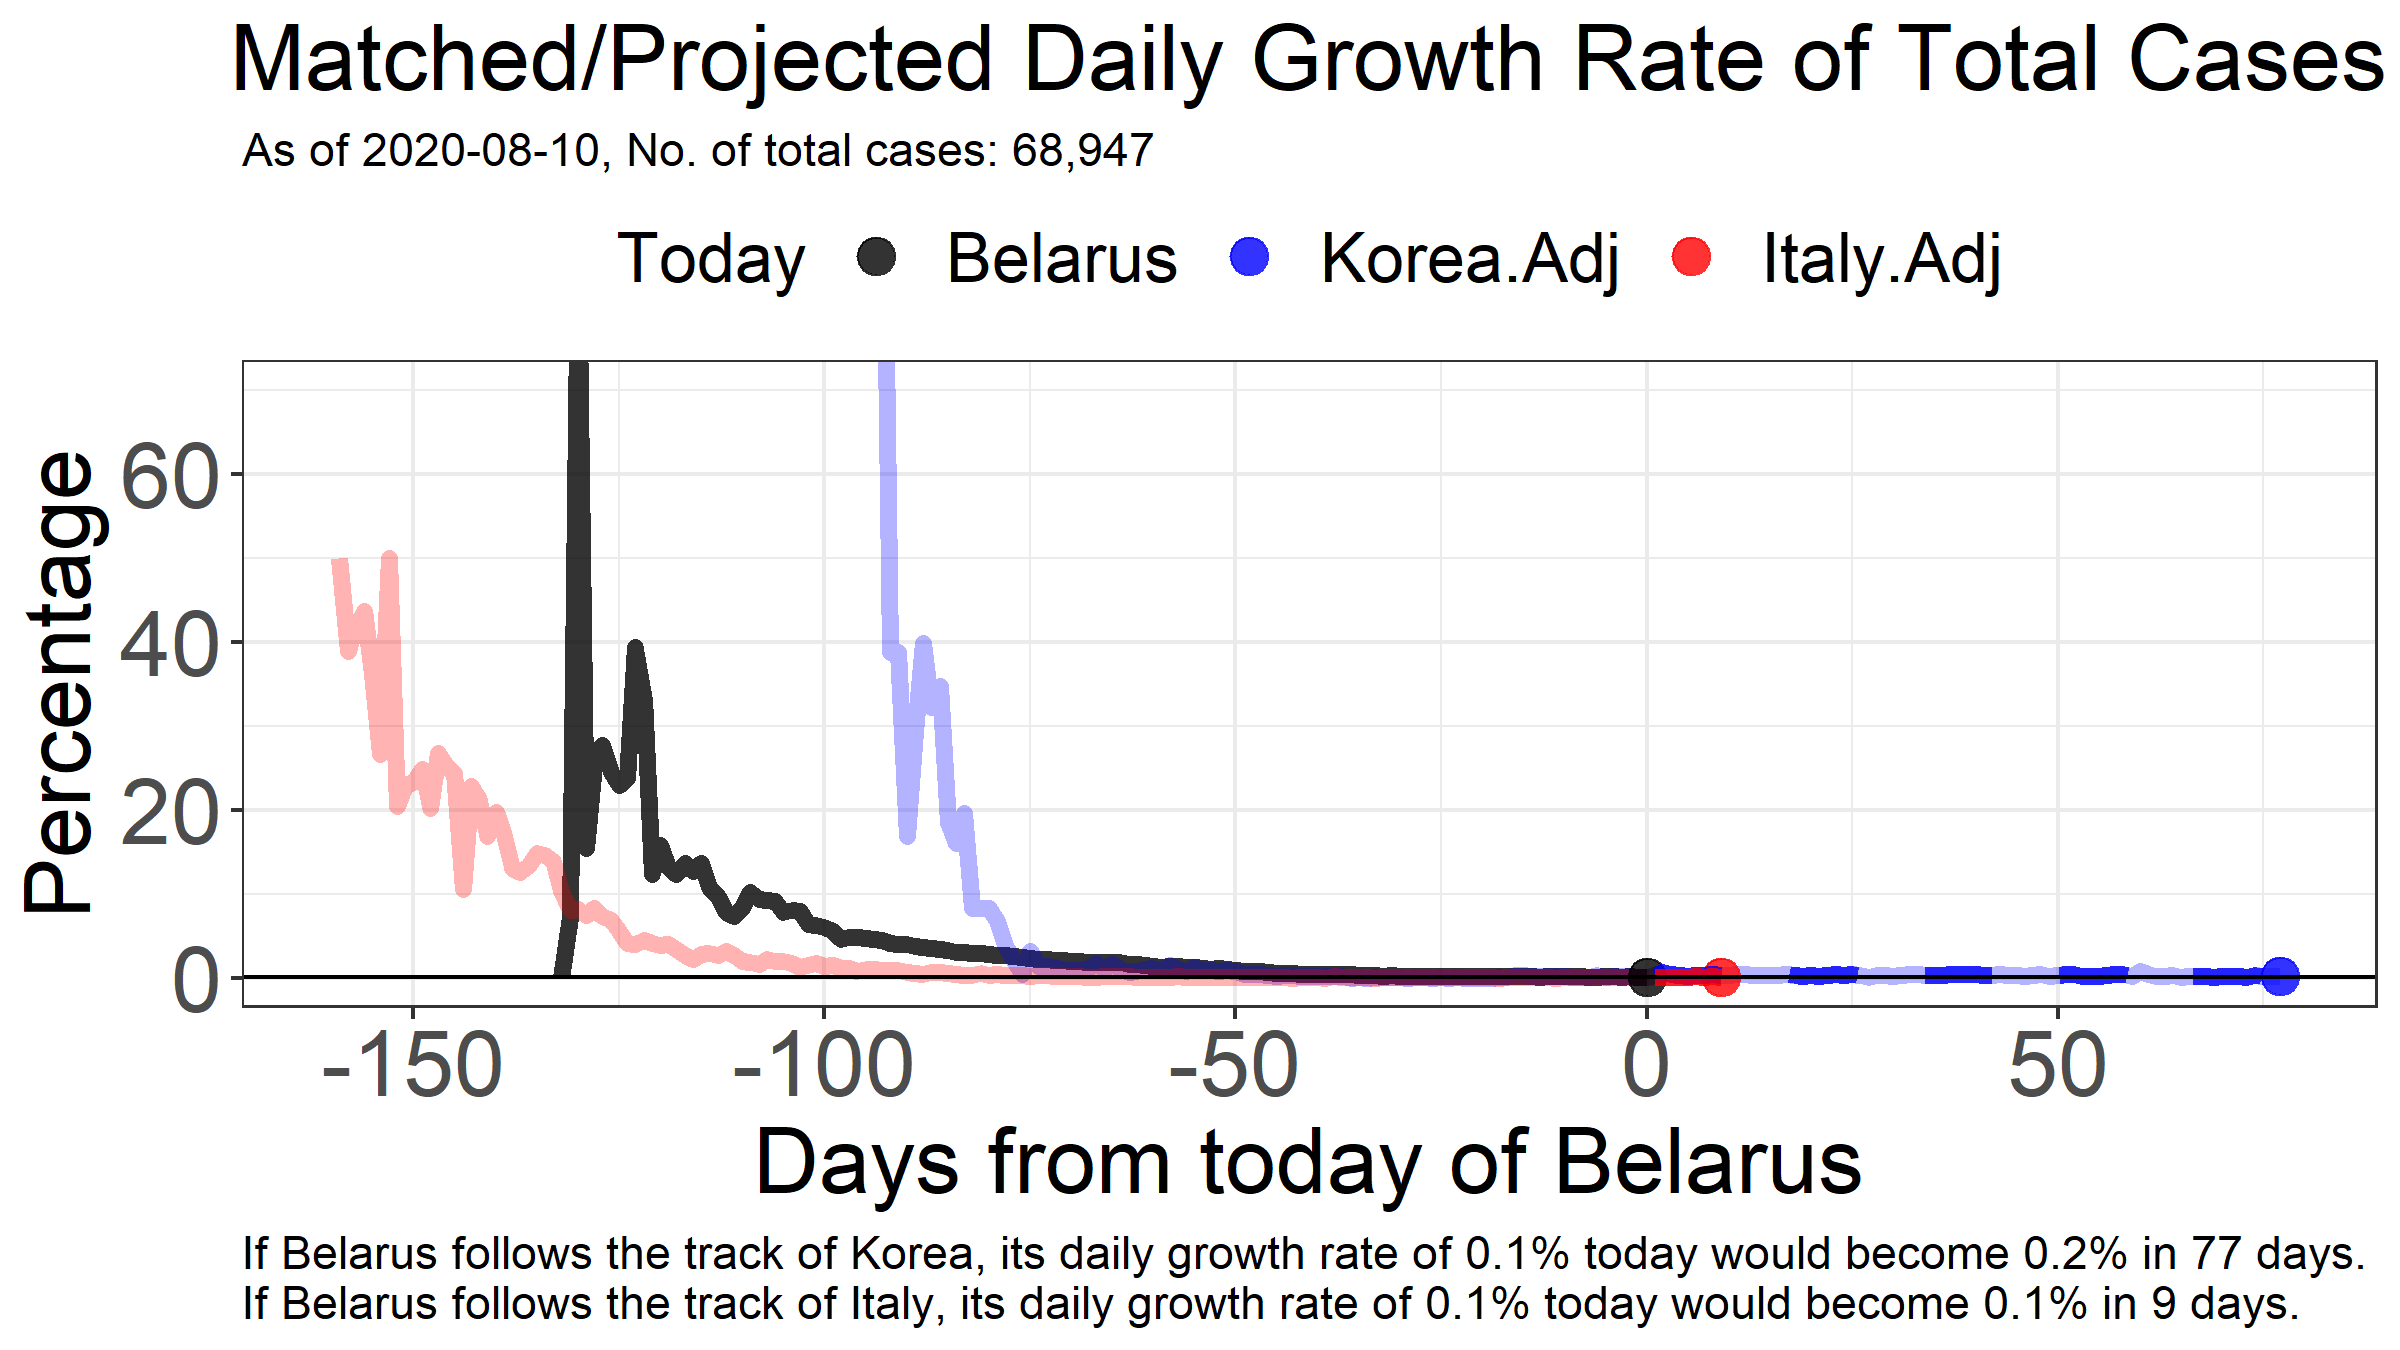 Matched/Projected Daily Growth Rate of Total Cases
As of 2020-08-10, No. of total cases: 68,947
Today Belarus Korea.Adj Italy.Adj
Percentage
60
40
20
0
-150 -100 -50 0 50
Days from today of Belarus
If Belarus follows the track of Korea, its daily growth rate of 0.1% today would become 0.2% in 77 days.
If Belarus follows the track of Italy, its daily growth rate of 0.1% today would become 0.1% in 9 days.